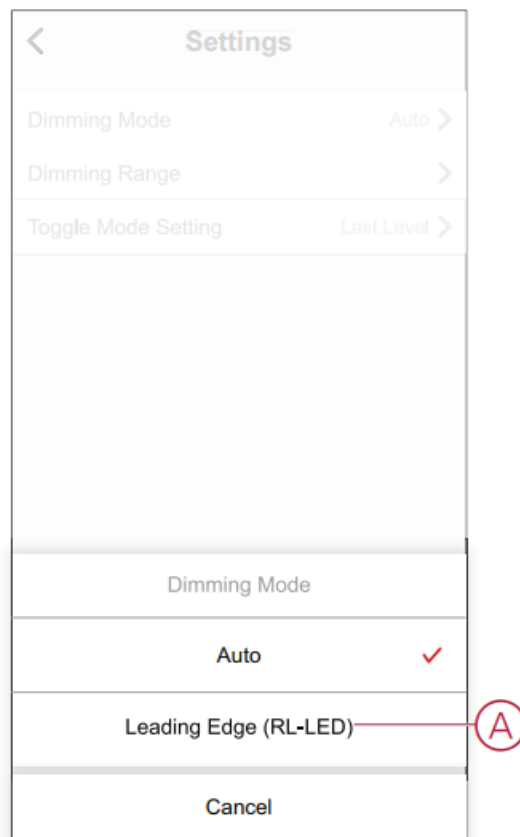 Settings
Dimming Mode Auto
Dimming Range
Toggle Mode Setting Last Level
Dimming Mode
Auto
Leading Edge (RL-LED) A
Cancel